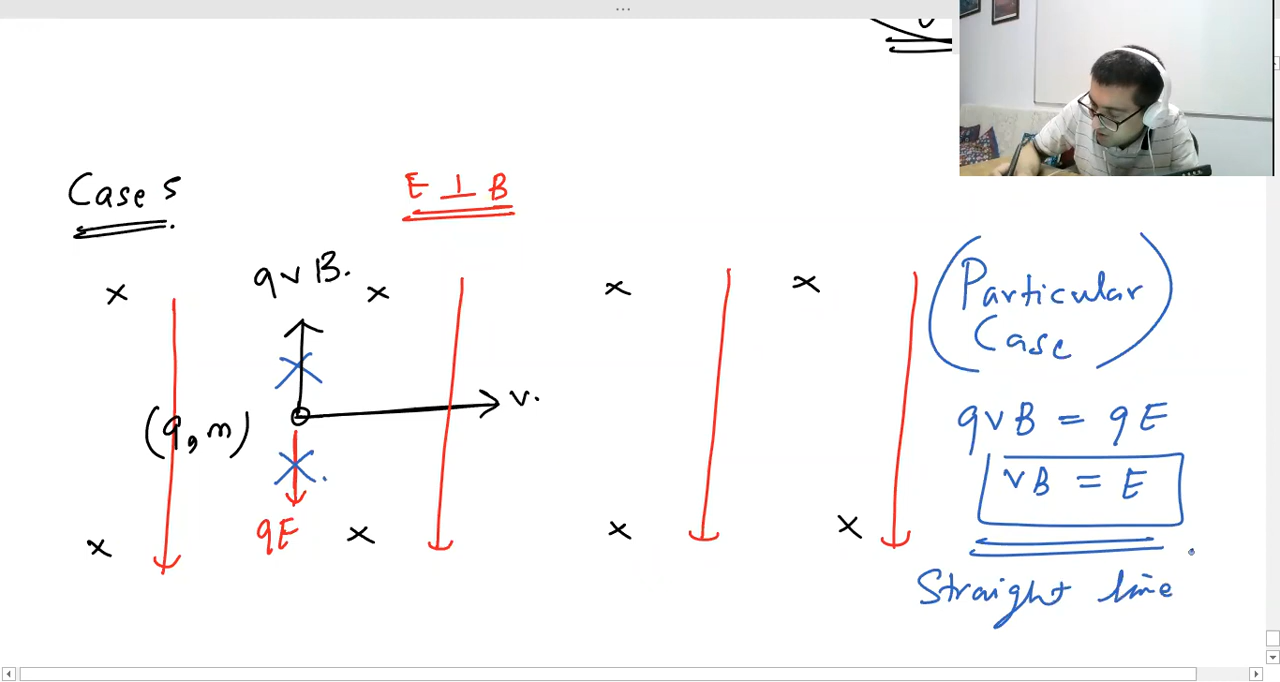 Case 5
E ⊥ B
qvB.
(Particular
Case)
v.
(q, m)
qvB = qE
vB = E
qE
Straight line